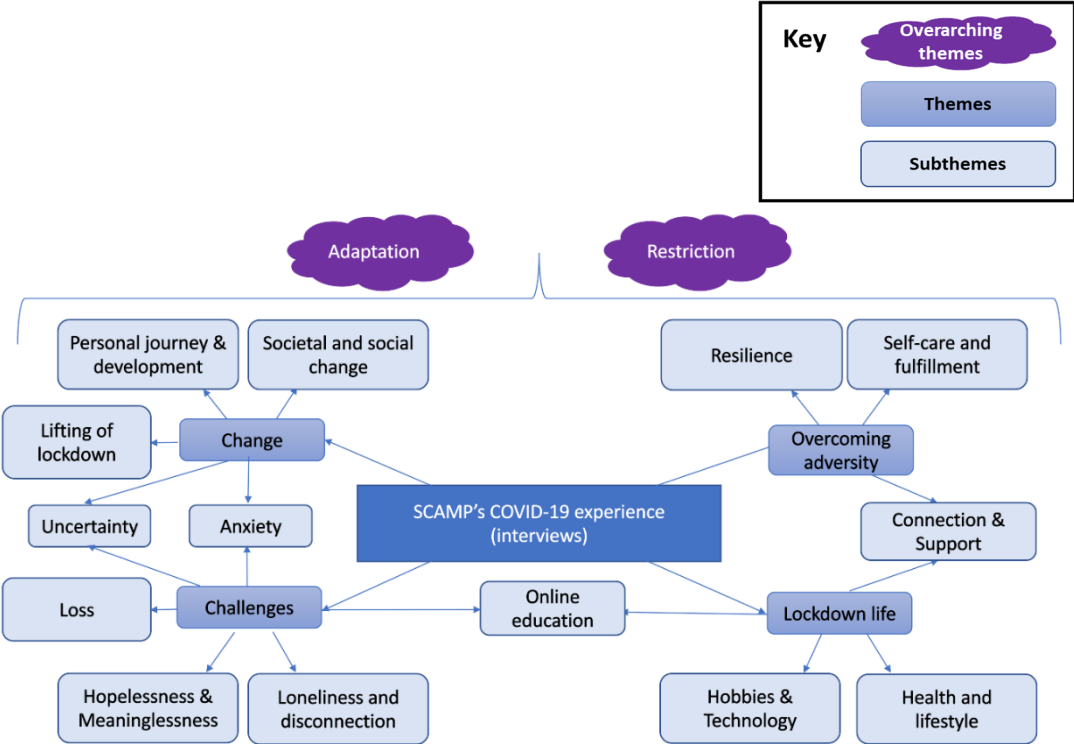 Key
Overarching
themes
Themes
Subthemes
Adaptation
Restriction
Personal journey &
development
Societal and social
change
Resilience
Self-care and
fulfillment
Lifting of
lockdown
Change
Overcoming
adversity
Uncertainty
Anxiety
SCAMP's COVID-19 experience
(interviews)
Connection &
Support
Loss
Challenges
Online
education
Lockdown life
Hopelessness &
Meaninglessness
Loneliness and
disconnection
Hobbies &
Technology
Health and
lifestyle